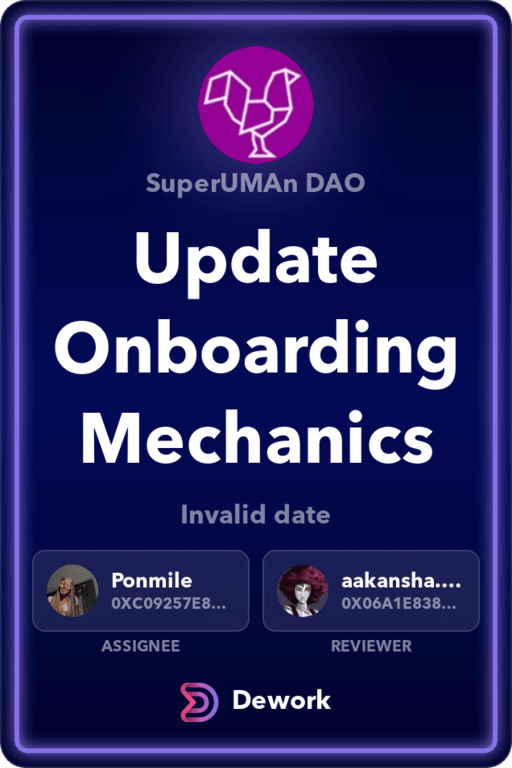 SuperUMAn DAO
Update
Onboarding
Mechanics
Invalid date
Ponmile
0XC09257E8...
ASSIGNEE
aakansha....
0X06A1E838...
REVIEWER
Dework